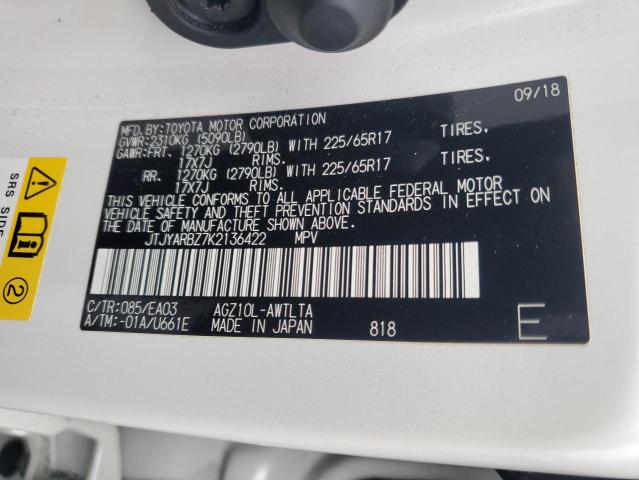 09/18
MFD.BY:TOYOTA MOTOR CORPORATION
GVWR:2310KG (5090LB)
GAWR:FRT. 1270KG (2790LB) WITH 225/65R17 TIRES,
17X7J RIMS.
RR. 1270KG (2790LB) WITH 225/65R17 TIRES,
17X7J RIMS.
THIS VEHICLE CONFORMS TO ALL APPLICABLE FEDERAL MOTOR
VEHICLE SAFETY AND THEFT PREVENTION STANDARDS IN EFFECT ON
THE DATE OF MANUFACTURE SHOWN ABOVE.
JTJYARBZ7K2136422 MPV
C/TR:085/EA03 AGZ10L-AWTLTA
A/TM:-01A/U661E MADE IN JAPAN 818 E
SRS SIDE
2